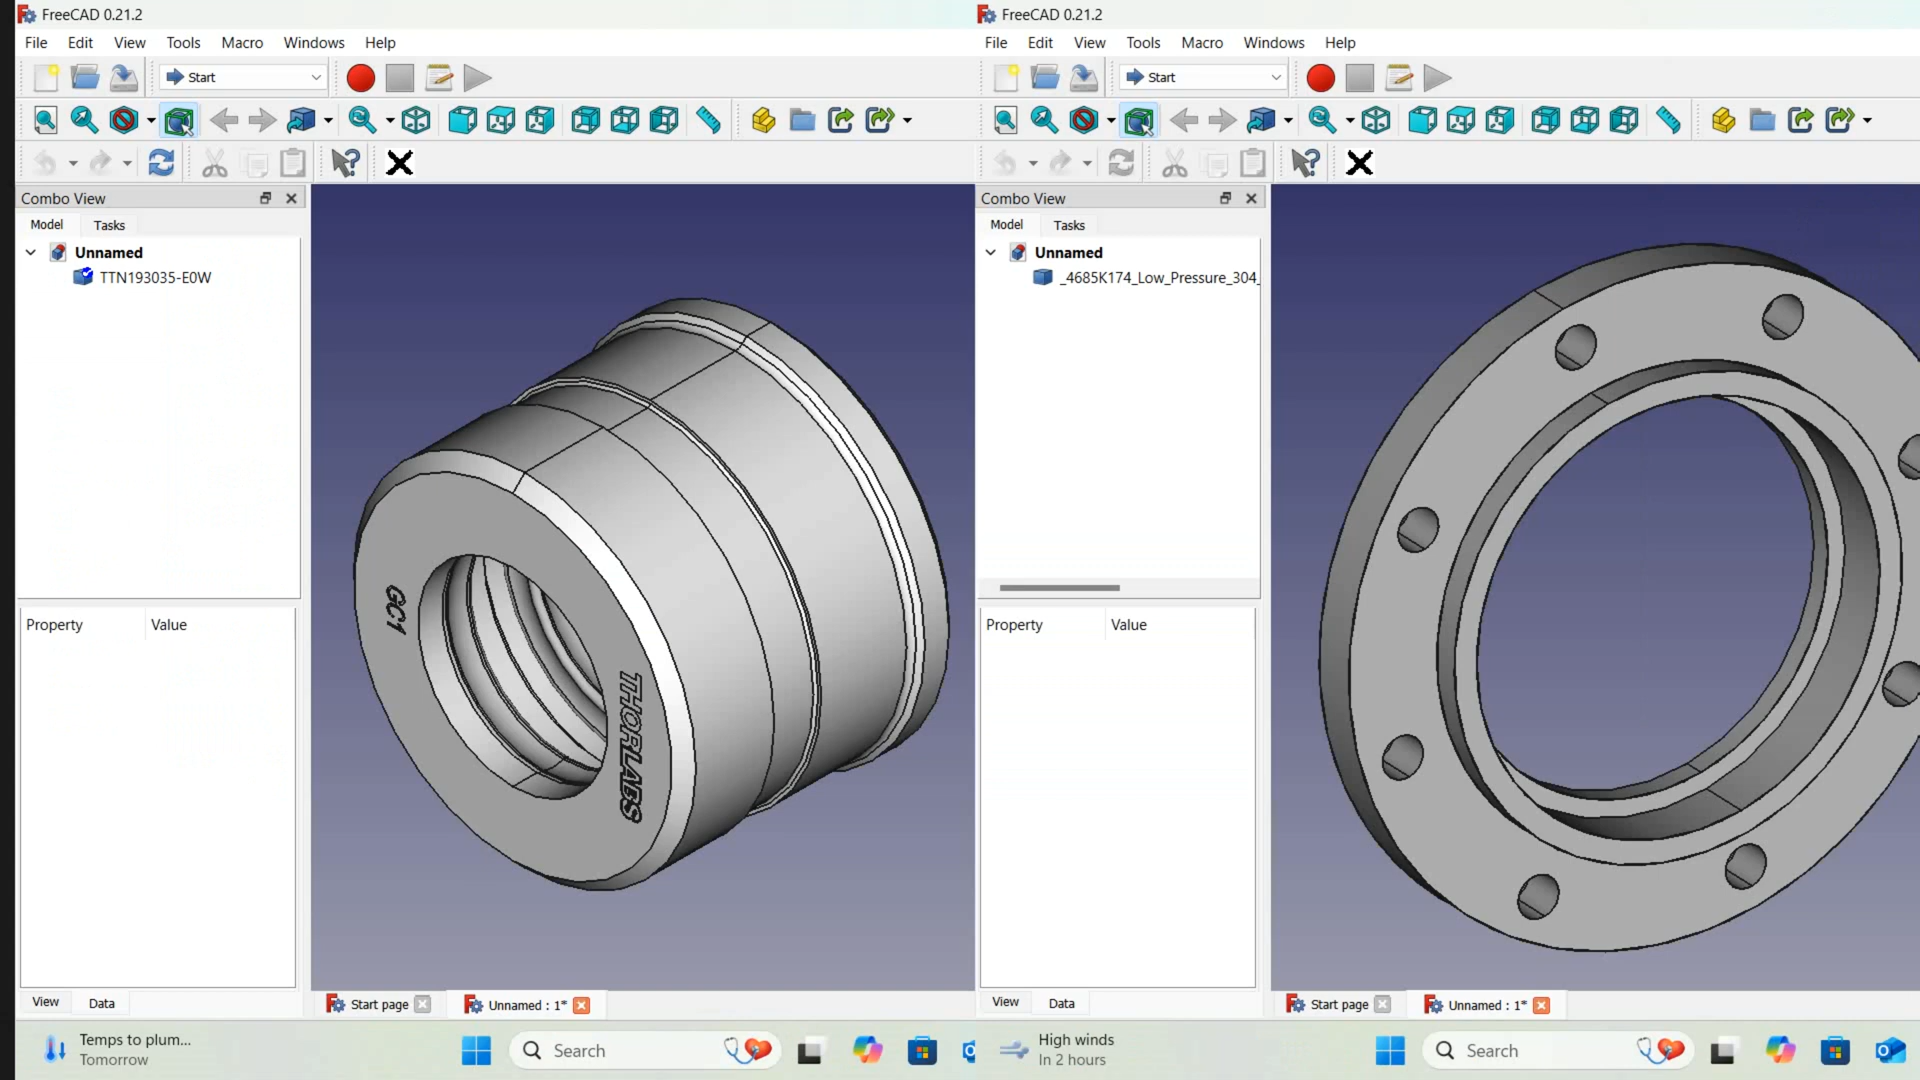 FreeCAD 0.21.2
File Edit View Tools Macro Windows Help
Start
Combo View
Model Tasks
Unnamed
TTN193035-E0W
GC1
THORLABS
Property Value
View Data
Start page
Unnamed : 1*
Temps to plum...
Tomorrow
Search
FreeCAD 0.21.2
File Edit View Tools Macro Windows Help
Start
Combo View
Model Tasks
Unnamed
_4685K174_Low_Pressure_304_
Property Value
View Data
Start page
Unnamed : 1*
High winds
In 2 hours
Search